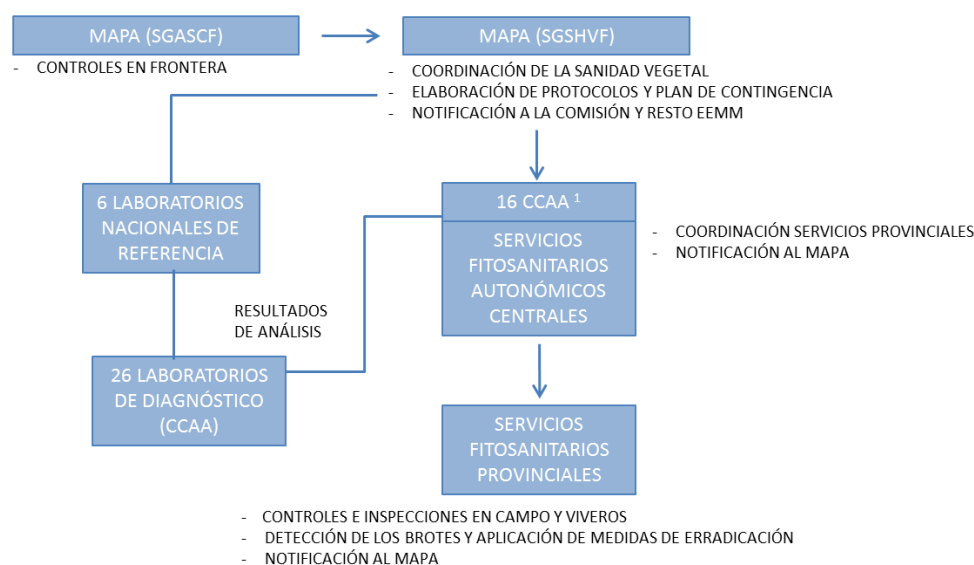 MAPA (SGASCF)
MAPA (SGSHVF)
- CONTROLES EN FRONTERA
- COORDINACIÓN DE LA SANIDAD VEGETAL
- ELABORACIÓN DE PROTOCOLOS Y PLAN DE CONTINGENCIA
- NOTIFICACIÓN A LA COMISIÓN Y RESTO EEMM
6 LABORATORIOS
NACIONALES DE
REFERENCIA
16 CCAA ¹
SERVICIOS
FITOSANITARIOS
AUTONÓMICOS
CENTRALES
- COORDINACIÓN SERVICIOS PROVINCIALES
- NOTIFICACIÓN AL MAPA
RESULTADOS
DE ANÁLISIS
26 LABORATORIOS
DE DIAGNÓSTICO
(CCAA)
SERVICIOS
FITOSANITARIOS
PROVINCIALES
- CONTROLES E INSPECCIONES EN CAMPO Y VIVEROS
- DETECCIÓN DE LOS BROTES Y APLICACIÓN DE MEDIDAS DE ERRADICACIÓN
- NOTIFICACIÓN AL MAPA